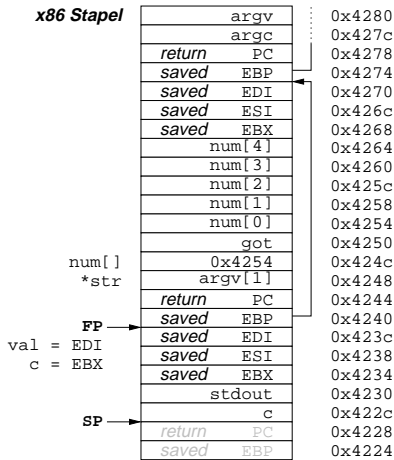 x86 Stapel argv 0x4280
argc 0x427c
return PC 0x4278
saved EBP 0x4274
saved EDI 0x4270
saved ESI 0x426c
saved EBX 0x4268
num[4] 0x4264
num[3] 0x4260
num[2] 0x425c
num[1] 0x4258
num[0] 0x4254
got 0x4250
num[] 0x4254 0x424c
*str argv[1] 0x4248
return PC 0x4244
FP saved EBP 0x4240
val = EDI saved EDI 0x423c
c = EBX saved ESI 0x4238
saved EBX 0x4234
stdout 0x4230
SP c 0x422c
return PC 0x4228
saved EBP 0x4224